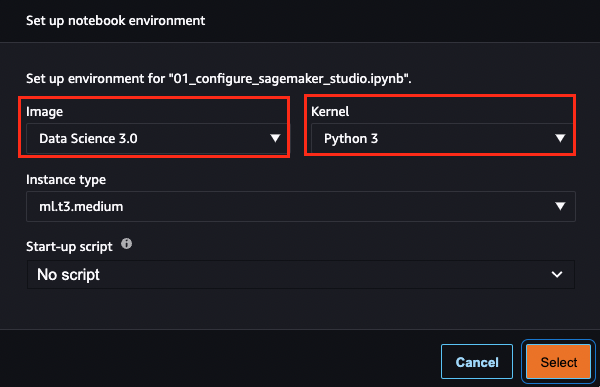 Set up notebook environment
Set up environment for "01_configure_sagemaker_studio.ipynb".
Image
Kernel
Data Science 3.0
Python 3
Instance type
ml.t3.medium
Start-up script
No script
Cancel
Select